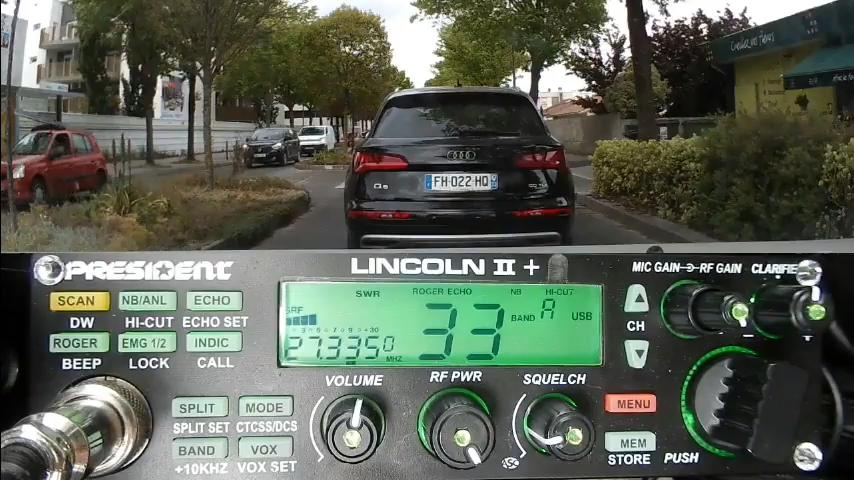 Q5
FH-022-HQ
PRESIDENT
LINCOLN II +
MIC GAIN RF GAIN CLARIFIER
SCAN NB/ANL ECHO
DW HI-CUT ECHO SET
ROGER EMG 1/2 INDIC
BEEP LOCK CALL
SWR ROGER ECHO NB HI-CUT
SRF
BAND A USB
27.3350 MHZ
33
CH
VOLUME RF PWR SQUELCH
SPLIT MODE
SPLIT SET CTCSS/DCS
BAND VOX
+10KHZ VOX SET
MENU
MEM
STORE PUSH
- +